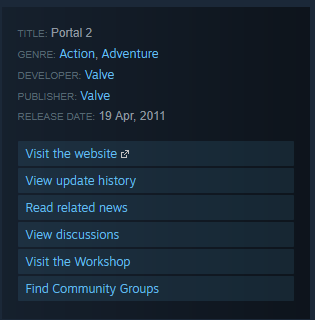 TITLE: Portal 2
GENRE: Action, Adventure
DEVELOPER: Valve
PUBLISHER: Valve
RELEASE DATE: 19 Apr, 2011
Visit the website
View update history
Read related news
View discussions
Visit the Workshop
Find Community Groups